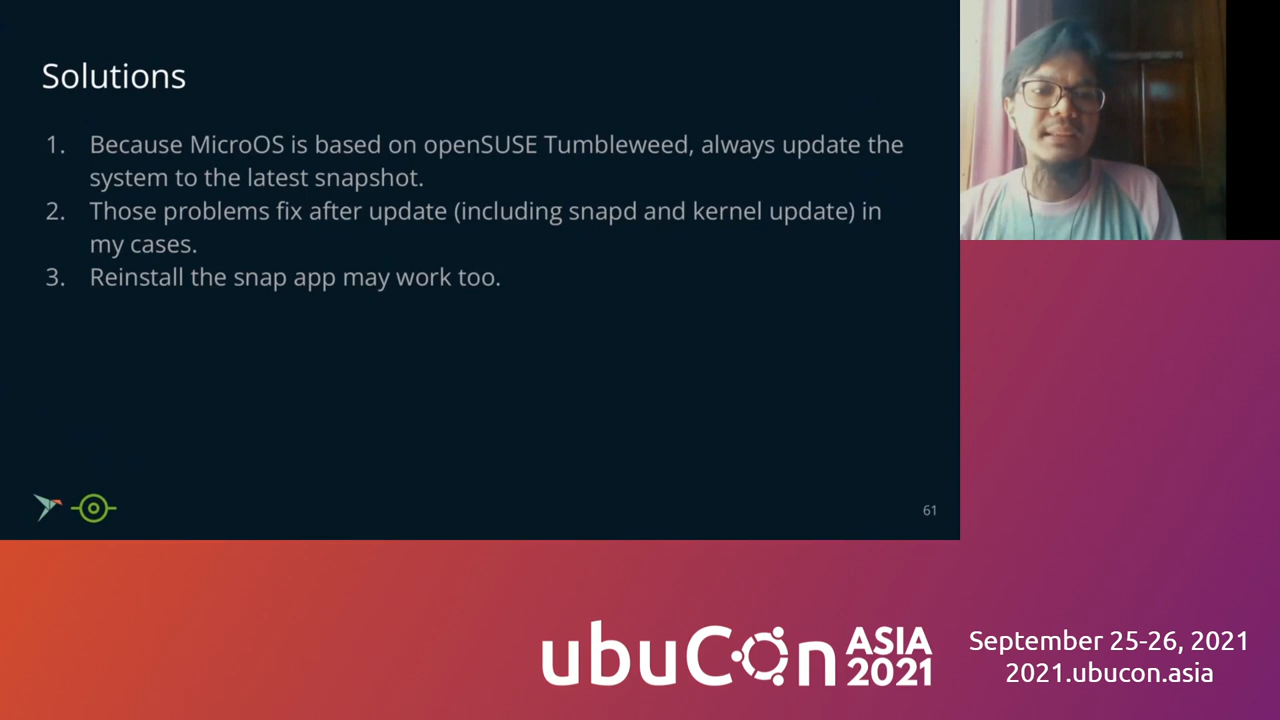 Solutions
1. Because MicroOS is based on openSUSE Tumbleweed, always update the
system to the latest snapshot.
2. Those problems fix after update (including snapd and kernel update) in
my cases.
3. Reinstall the snap app may work too.
61
ubuCon ASIA 2021
September 25-26, 2021
2021.ubucon.asia